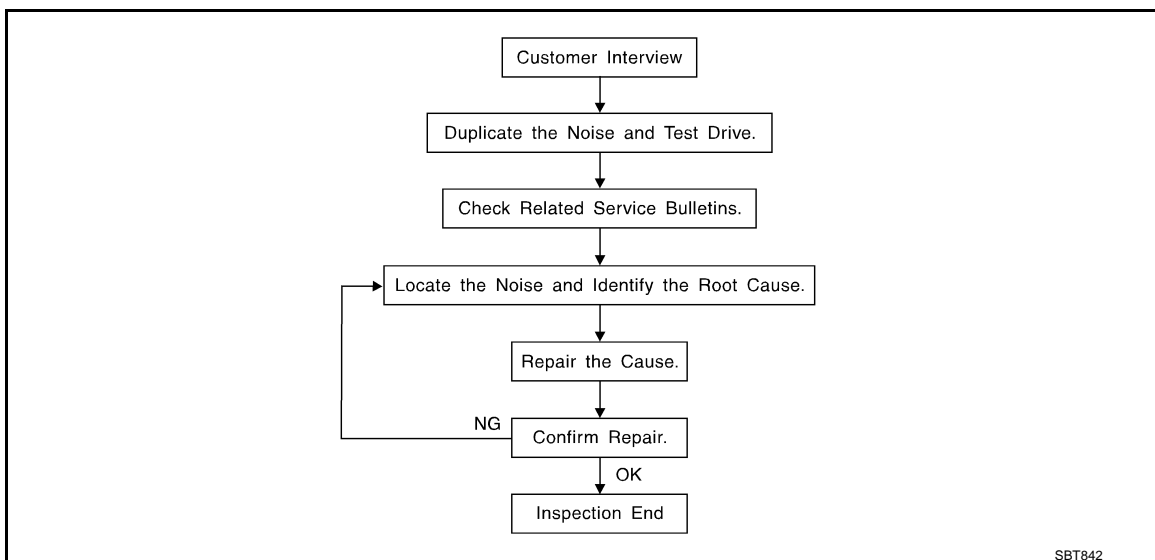 Customer Interview
Duplicate the Noise and Test Drive.
Check Related Service Bulletins.
Locate the Noise and Identify the Root Cause.
Repair the Cause.
NG
Confirm Repair.
OK
Inspection End
SBT842